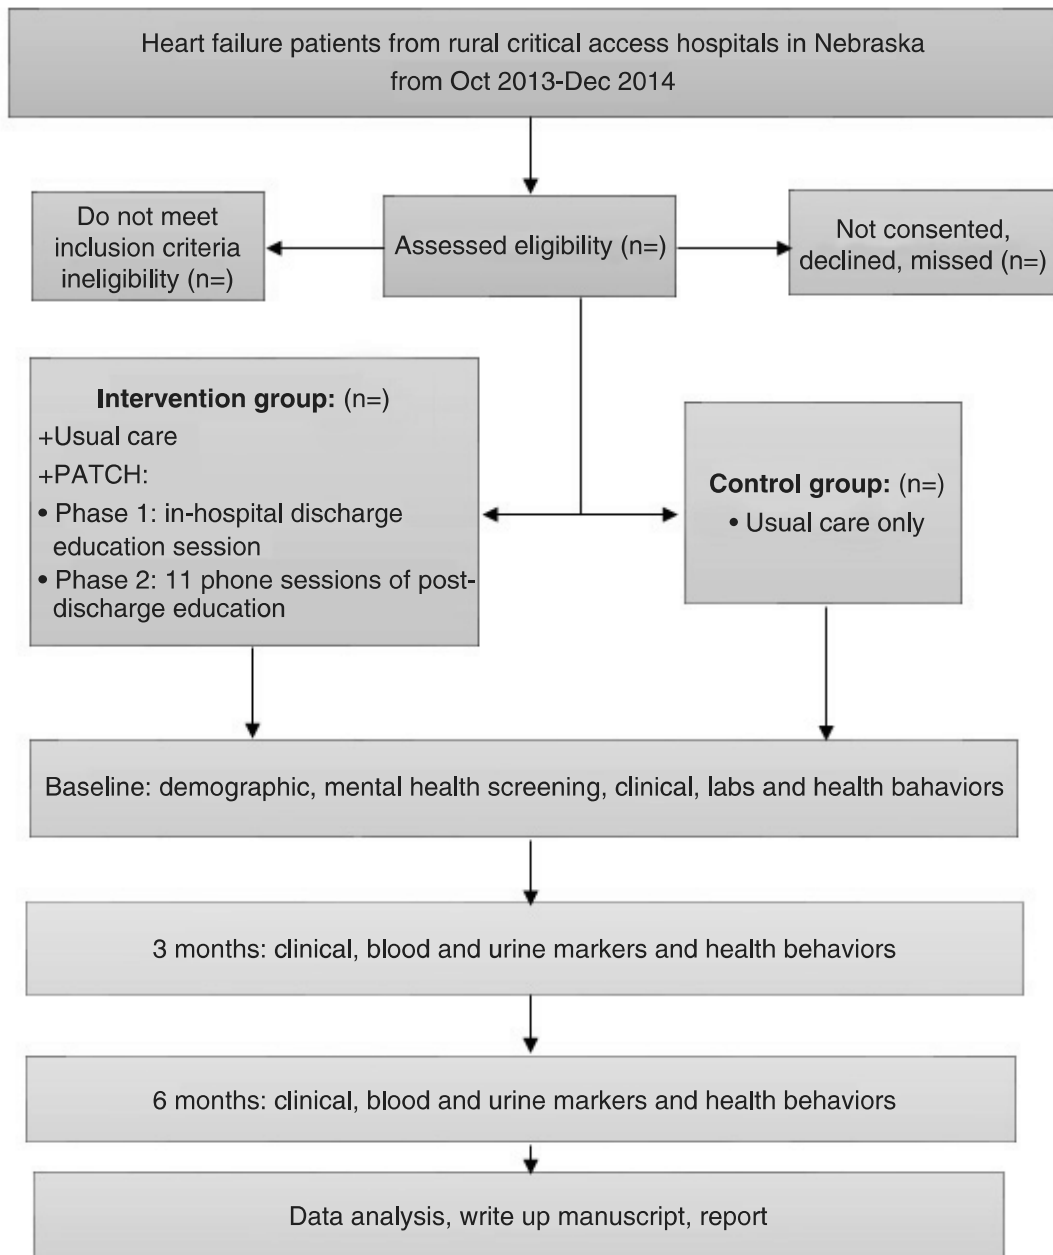 Heart failure patients from rural critical access hospitals in Nebraska
from Oct 2013-Dec 2014
Do not meet
inclusion criteria
ineligibility (n=)
Assessed eligibility (n=)
Not consented,
declined, missed (n=)
Intervention group: (n=)
+Usual care
+PATCH:
• Phase 1: in-hospital discharge
education session
• Phase 2: 11 phone sessions of post-
discharge education
Control group: (n=)
• Usual care only
Baseline: demographic, mental health screening, clinical, labs and health bahaviors
3 months: clinical, blood and urine markers and health behaviors
6 months: clinical, blood and urine markers and health behaviors
Data analysis, write up manuscript, report